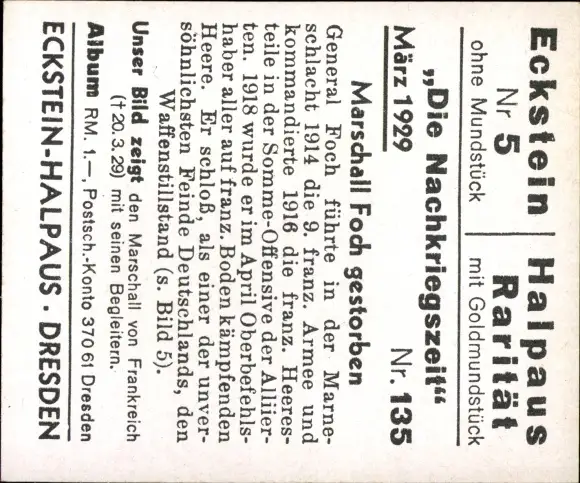 Eckstein | Halpaus
Nr 5 | Rarität
ohne Mundstück | mit Goldmundstück
„Die Nachkriegszeit“
März 1929 Nr. 135
Marschall Foch gestorben
General Foch führte in der Marne-
schlacht 1914 die 9. franz. Armee und
kommandierte 1916 die franz. Heeres-
teile in der Somme-Offensive der Alliier-
ten. 1918 wurde er im April Oberbefehls-
haber aller auf franz. Boden kämpfenden
Heere. Er schloß, als einer der unver-
söhnlichsten Feinde Deutschlands, den
Waffenstillstand (s. Bild 5).
Unser Bild zeigt den Marschall von Frankreich
(† 20. 3. 29) mit seinen Begleitern.
Album RM. 1.—, Postsch.-Konto 370 61 Dresden
ECKSTEIN-HALPAUS . DRESDEN